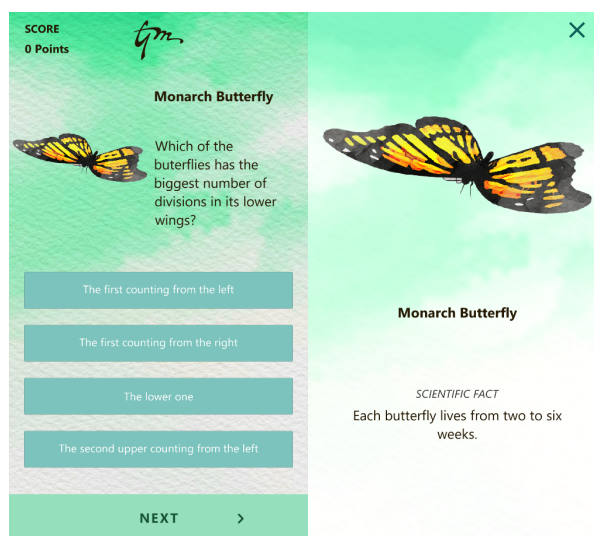 SCORE
0 Points
Monarch Butterfly
Which of the
buterflies has the
biggest number of
divisions in its lower
wings?
The first counting from the left
The first counting from the right
The lower one
The second upper counting from the left
NEXT >
Monarch Butterfly
SCIENTIFIC FACT
Each butterfly lives from two to six
weeks.